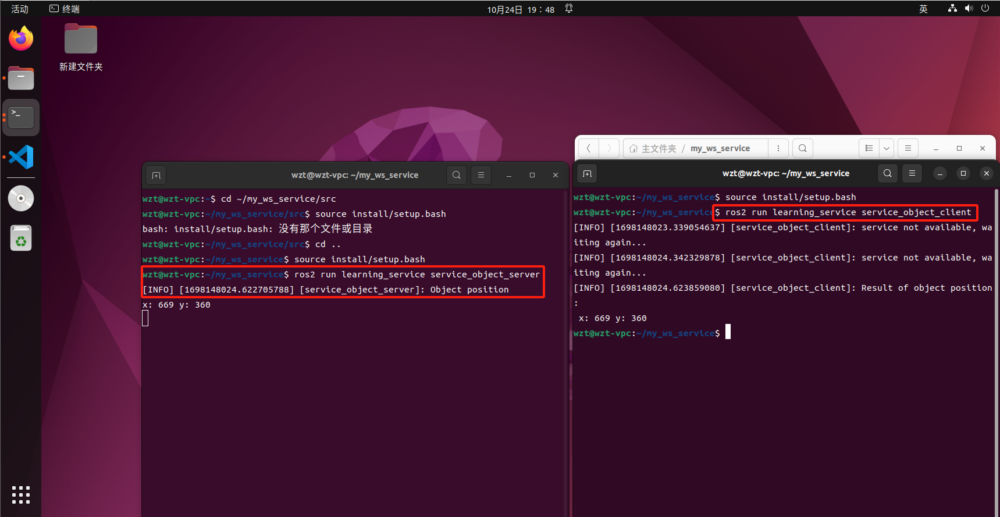 活动 终端 10月24日 19：48 英
新建文件夹
主文件夹 / my_ws_service
wzt@wzt-vpc: ~/my_ws_service
wzt@wzt-vpc:~$ cd ~/my_ws_service/src
wzt@wzt-vpc:~/my_ws_service/src$ source install/setup.bash
bash: install/setup.bash: 没有那个文件或目录
wzt@wzt-vpc:~/my_ws_service/src$ cd ..
wzt@wzt-vpc:~/my_ws_service$ source install/setup.bash
wzt@wzt-vpc:~/my_ws_service$ ros2 run learning_service service_object_server
[INFO] [1698148024.622705788] [service_object_server]: Object position
x: 669 y: 360
wzt@wzt-vpc: ~/my_ws_service
wzt@wzt-vpc:~/my_ws_service$ source install/setup.bash
wzt@wzt-vpc:~/my_ws_service$ ros2 run learning_service service_object_client
[INFO] [1698148023.339054637] [service_object_client]: service not available, wa
iting again...
[INFO] [1698148024.342329878] [service_object_client]: service not available, wa
iting again...
[INFO] [1698148024.623859080] [service_object_client]: Result of object position
:
x: 669 y: 360
wzt@wzt-vpc:~/my_ws_service$